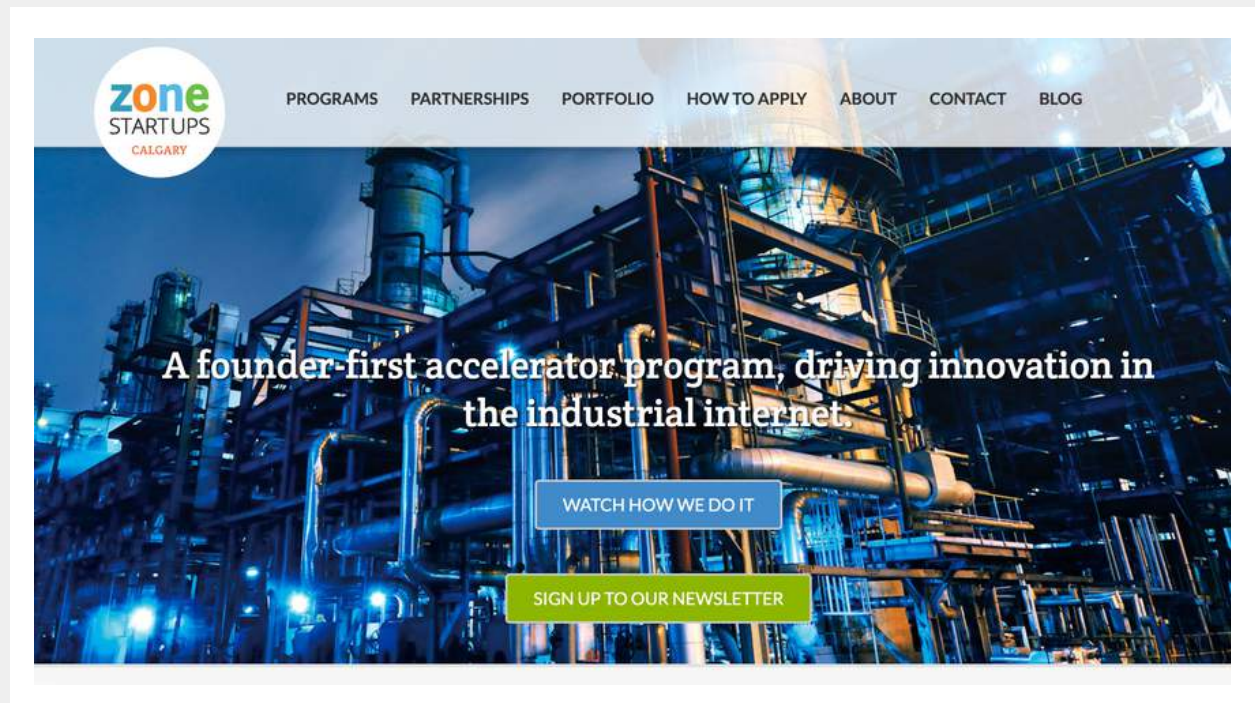 zone
STARTUPS
CALGARY
PROGRAMS PARTNERSHIPS PORTFOLIO HOW TO APPLY ABOUT CONTACT BLOG
A founder-first accelerator program, driving innovation in
the industrial internet.
WATCH HOW WE DO IT
SIGN UP TO OUR NEWSLETTER